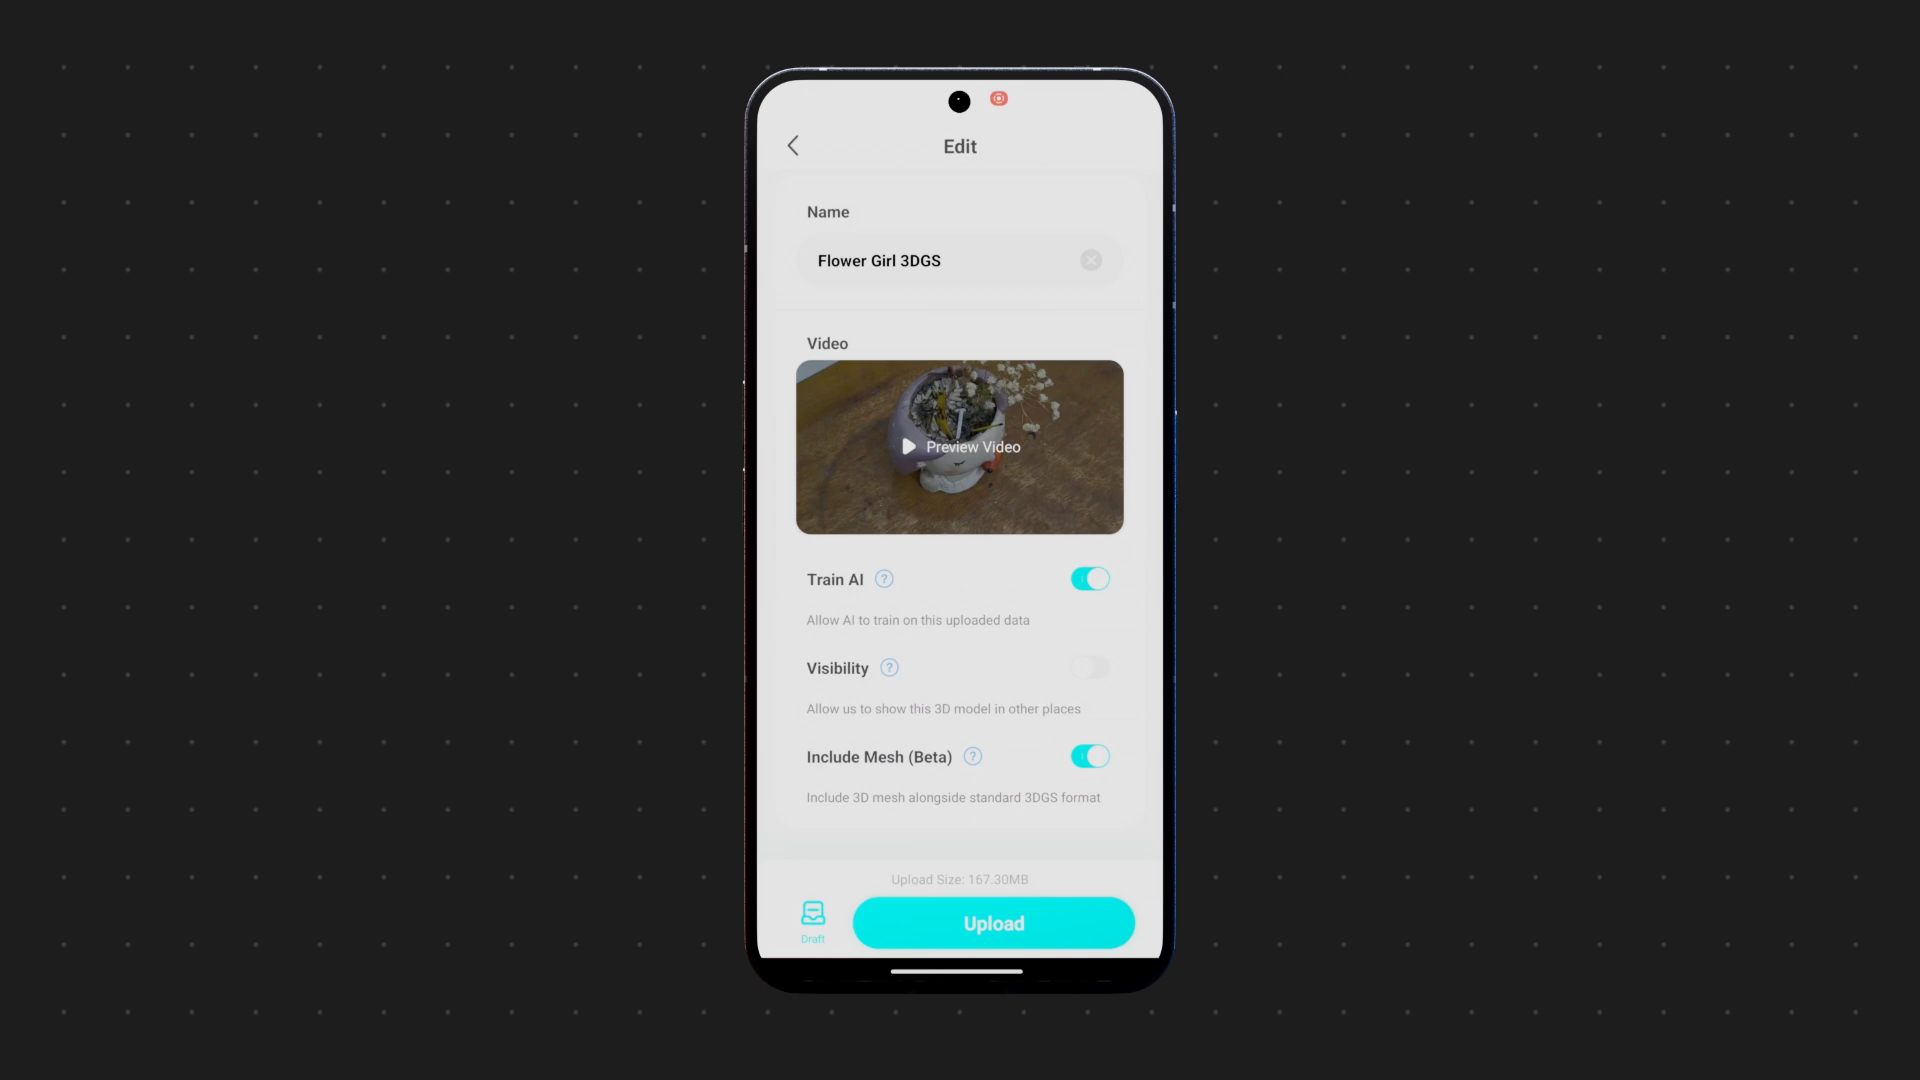 Edit
Name
Flower Girl 3DGS
Video
Preview Video
Train AI ?
Allow AI to train on this uploaded data
Visibility ?
Allow us to show this 3D model in other places
Include Mesh (Beta) ?
Include 3D mesh alongside standard 3DGS format
Upload Size: 167.30MB
Draft
Upload